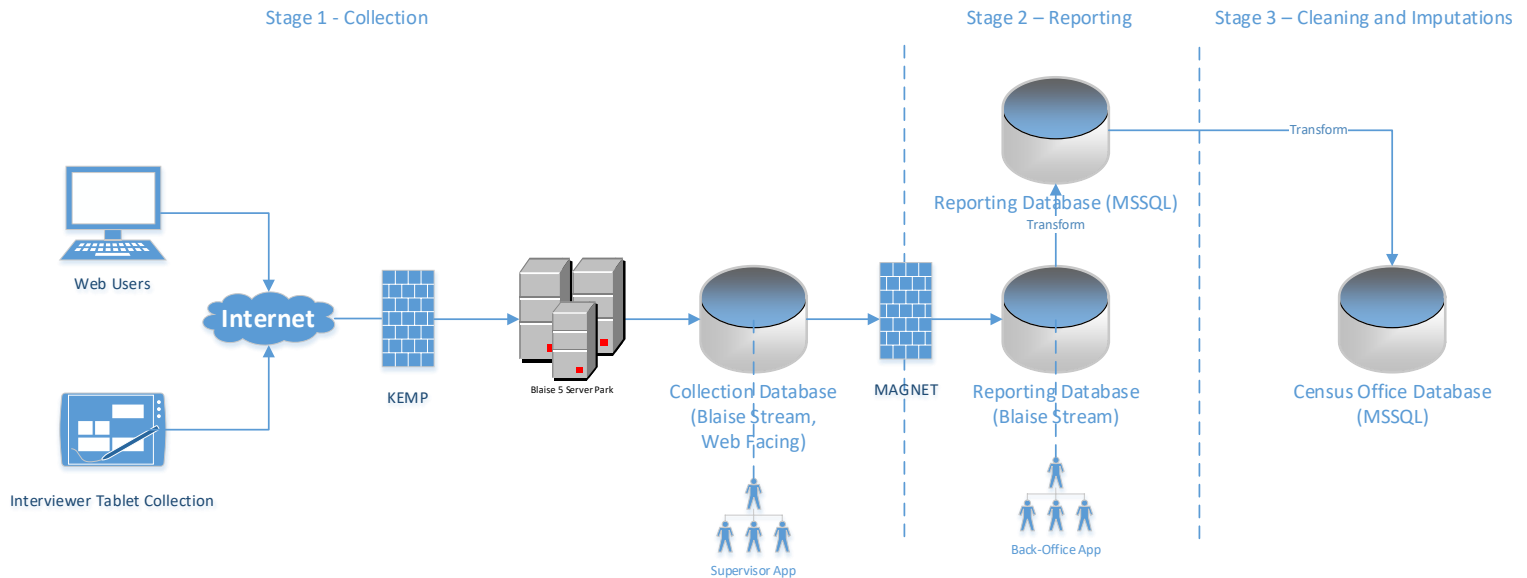 Stage 1 - Collection
Stage 2 – Reporting
Stage 3 – Cleaning and Imputations
Transform
Reporting Database (MSSQL)
Transform
Web Users
Internet
KEMP
Blaise 5 Server Park
Collection Database
(Blaise Stream,
Web Facing)
MAGNET
Reporting Database
(Blaise Stream)
Census Office Database
(MSSQL)
Interviewer Tablet Collection
Supervisor App
Back-Office App